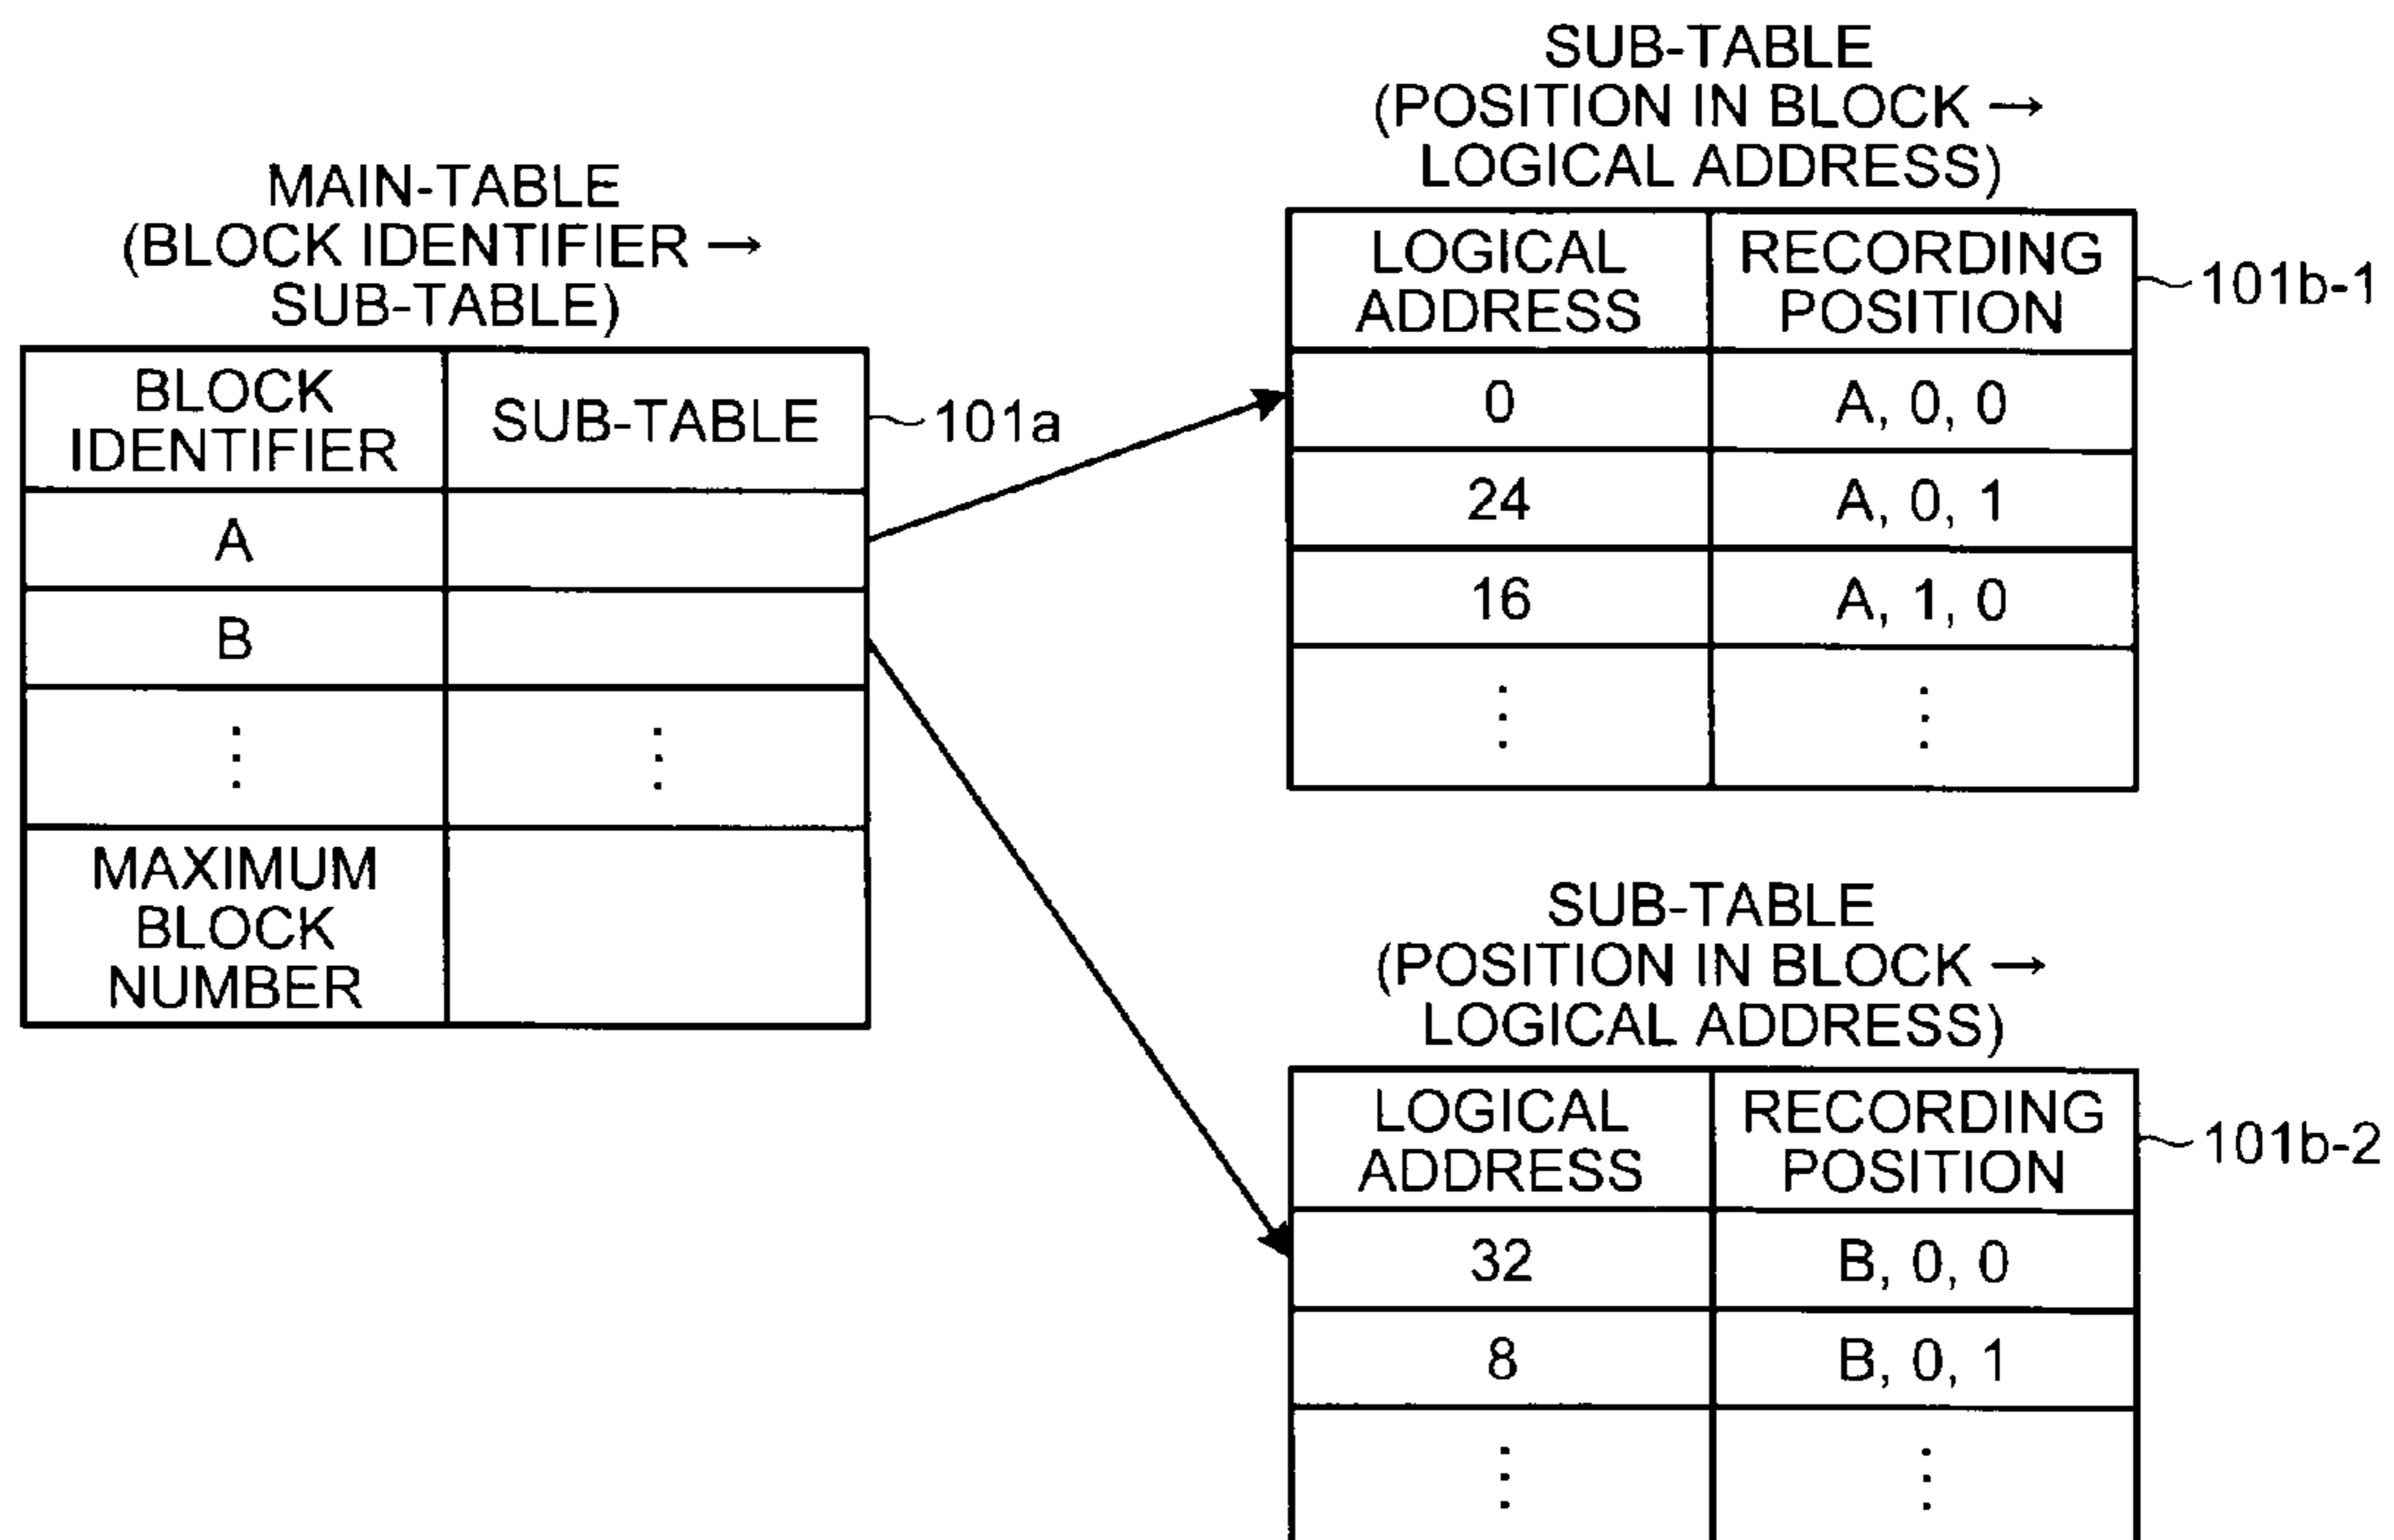 MAIN-TABLE
(BLOCK IDENTIFIER →
SUB-TABLE)
BLOCK
IDENTIFIER
SUB-TABLE
101a
A
B
⋮
⋮
MAXIMUM
BLOCK
NUMBER
SUB-TABLE
(POSITION IN BLOCK →
LOGICAL ADDRESS)
LOGICAL
ADDRESS
RECORDING
POSITION
101b-1
0
A, 0, 0
24
A, 0, 1
16
A, 1, 0
⋮
⋮
SUB-TABLE
(POSITION IN BLOCK →
LOGICAL ADDRESS)
LOGICAL
ADDRESS
RECORDING
POSITION
101b-2
32
B, 0, 0
8
B, 0, 1
⋮
⋮